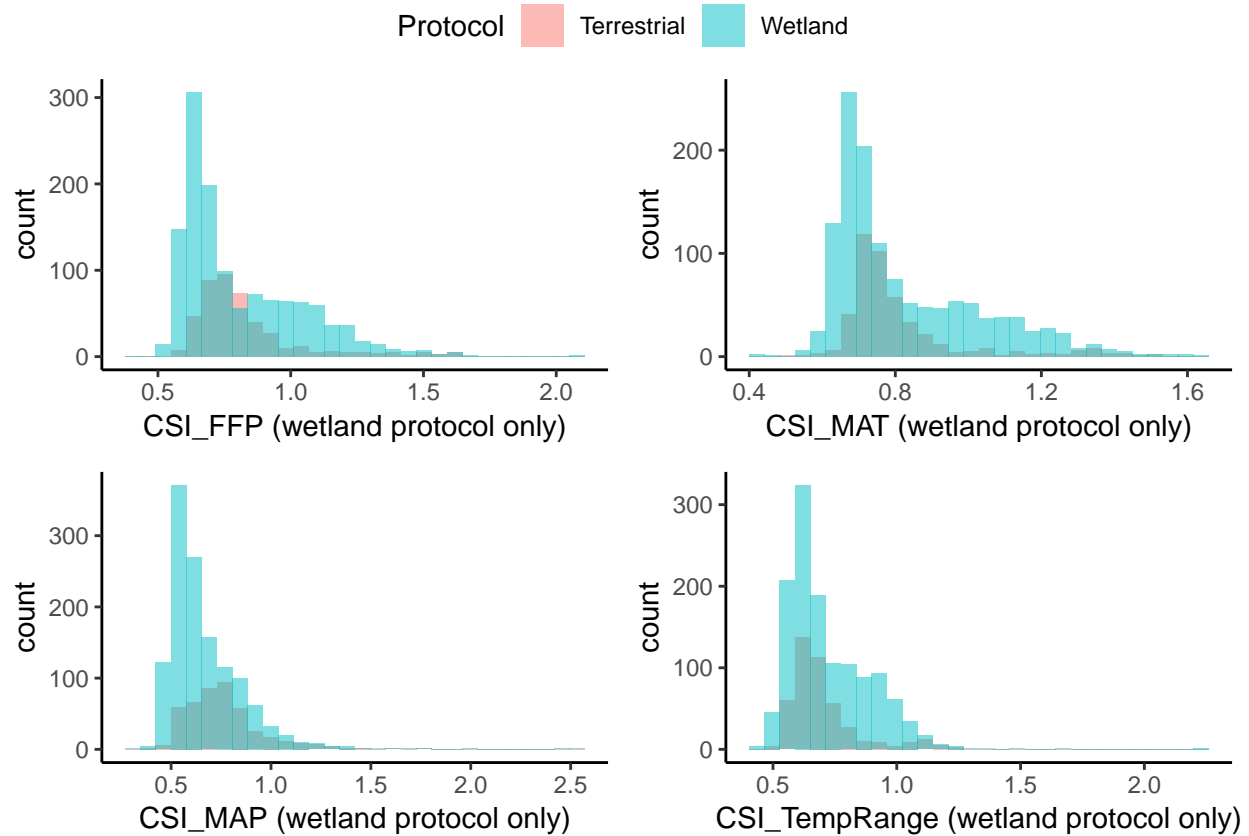 Protocol Terrestrial Wetland
300
200
100
0
count
0.5 1.0 1.5 2.0
CSI_FFP (wetland protocol only)
200
100
0
count
0.4 0.8 1.2 1.6
CSI_MAT (wetland protocol only)
300
200
100
0
count
0.5 1.0 1.5 2.0 2.5
CSI_MAP (wetland protocol only)
300
200
100
0
count
0.5 1.0 1.5 2.0
CSI_TempRange (wetland protocol only)